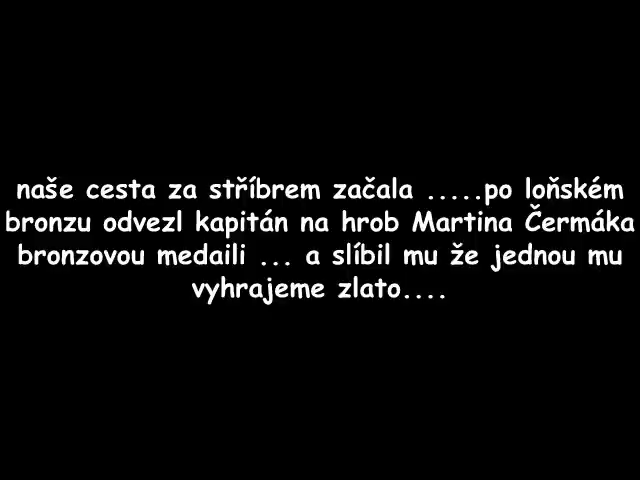 naše cesta za stříbrem začala .....po loňském
bronzu odvezl kapitán na hrob Martina Čermáka
bronzovou medaili ... a slíbil mu že jednou mu
vyhrajeme zlato....